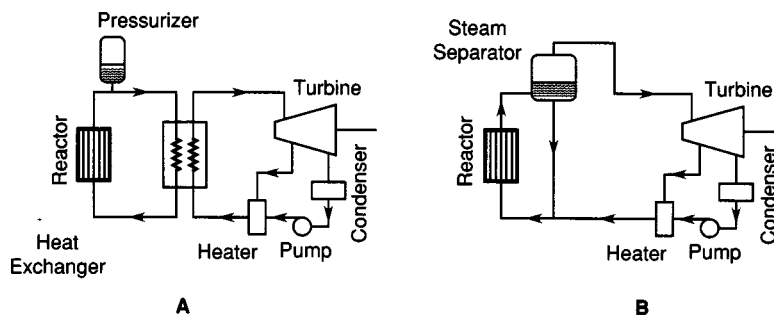 Pressurizer
Turbine
Reactor
Condenser
Heat
Exchanger
Heater
Pump
A
Steam
Separator
Turbine
Reactor
Condenser
Heater
Pump
B